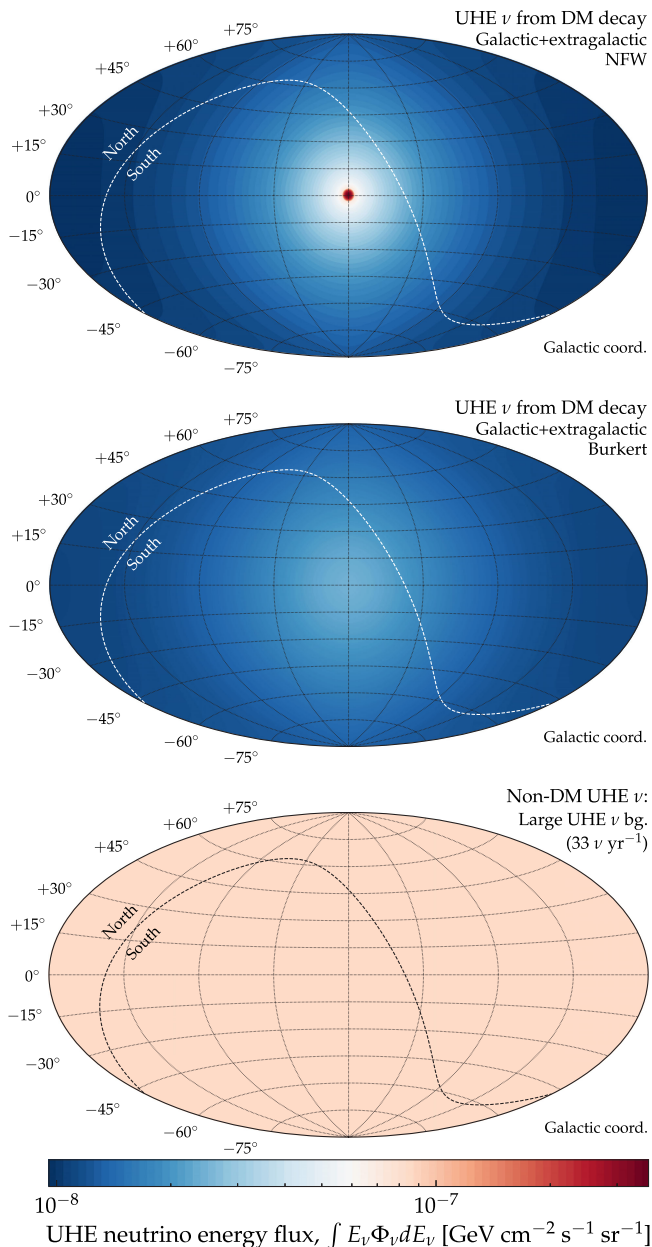 UHE ν from DM decay
Galactic+extragalactic
NFW
+75°
+60°
+45°
+30°
+15°
0°
−15°
−30°
−45°
−60°
−75°
North
South
Galactic coord.
UHE ν from DM decay
Galactic+extragalactic
Burkert
+75°
+60°
+45°
+30°
+15°
0°
−15°
−30°
−45°
−60°
−75°
North
South
Galactic coord.
Non-DM UHE ν:
Large UHE ν bg.
(33 ν yr⁻¹)
+75°
+60°
+45°
+30°
+15°
0°
−15°
−30°
−45°
−60°
−75°
North
South
Galactic coord.
10⁻⁸ 10⁻⁷
UHE neutrino energy flux, ∫ E_ν Φ_ν dE_ν [GeV cm⁻² s⁻¹ sr⁻¹]